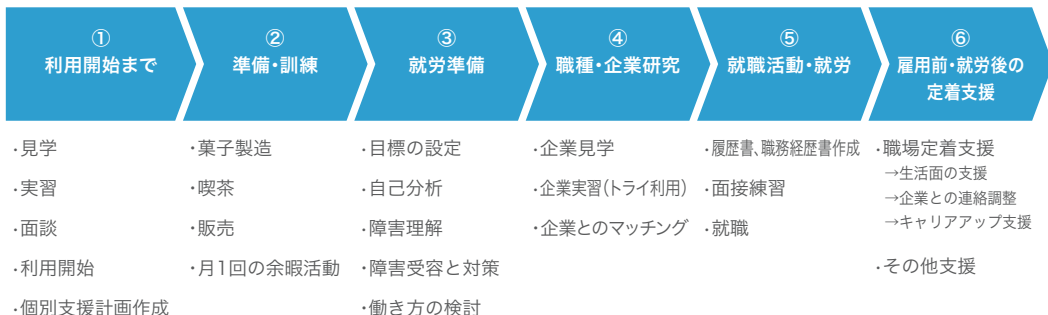 ①
利用開始まで
②
準備・訓練
③
就労準備
④
職種・企業研究
⑤
就職活動・就労
⑥
雇用前・就労後の
定着支援
・見学
・実習
・面談
・利用開始
・個別支援計画作成
・菓子製造
・喫茶
・販売
・月1回の余暇活動
・目標の設定
・自己分析
・障害理解
・障害受容と対策
・働き方の検討
・企業見学
・企業実習(トライ利用)
・企業とのマッチング
・履歴書、職務経歴書作成
・面接練習
・就職
・職場定着支援
→生活面の支援
→企業との連絡調整
→キャリアアップ支援
・その他支援